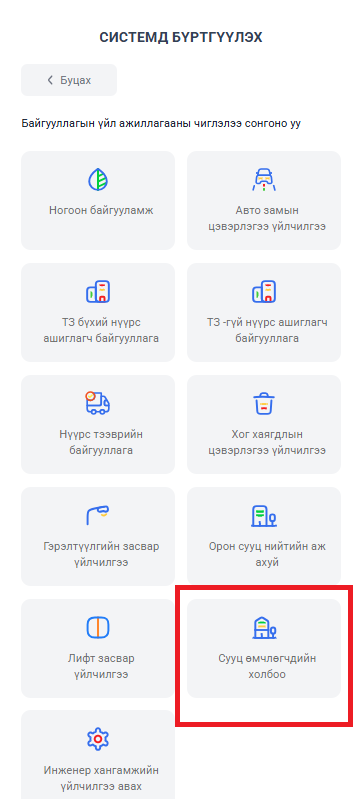 СИСТЕМД БҮРТГҮҮЛЭХ
Буцах
Байгууллагын үйл ажиллагааны чиглэлээ сонгоно уу
Ногоон байгууламж
Авто замын
цэвэрлэгээ үйлчилгээ
ТЗ бүхий нүүрс
ашиглагч байгууллага
ТЗ -гүй нүүрс ашиглагч
байгууллага
Нүүрс тээврийн
байгууллага
Хог хаягдлын
цэвэрлэгээ үйлчилгээ
Гэрэлтүүлгийн засвар
үйлчилгээ
Орон сууц нийтийн аж
ахуй
Лифт засвар
үйлчилгээ
Сууц өмчлөгчдийн
холбоо
Инженер хангамжийн
үйлчилгээ авах